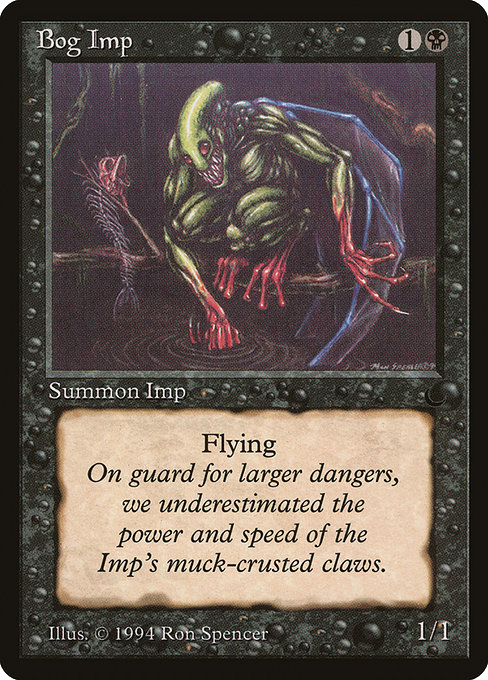 Bog Imp 1
Summon Imp
Flying
On guard for larger dangers,
we underestimated the
power and speed of the
Imp's muck-crusted claws.
Illus. © 1994 Ron Spencer 1/1